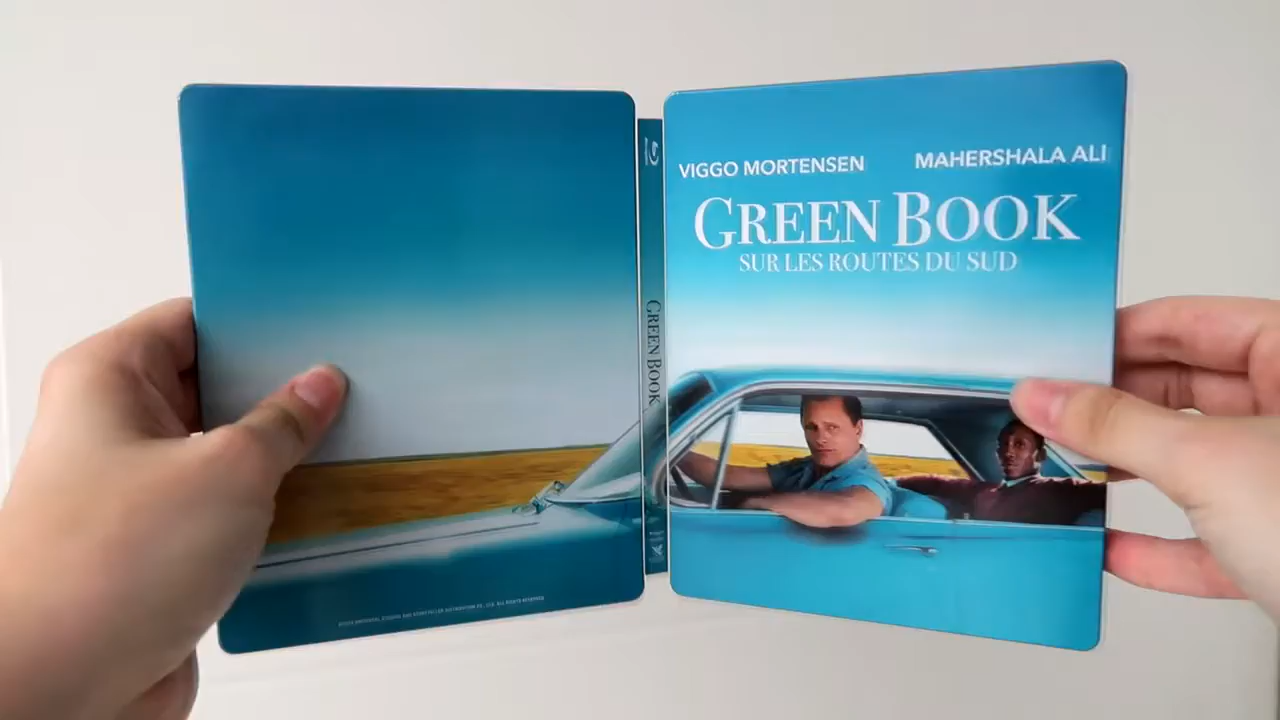 VIGGO MORTENSEN MAHERSHALA ALI
GREEN BOOK
SUR LES ROUTES DU SUD
GREEN BOOK